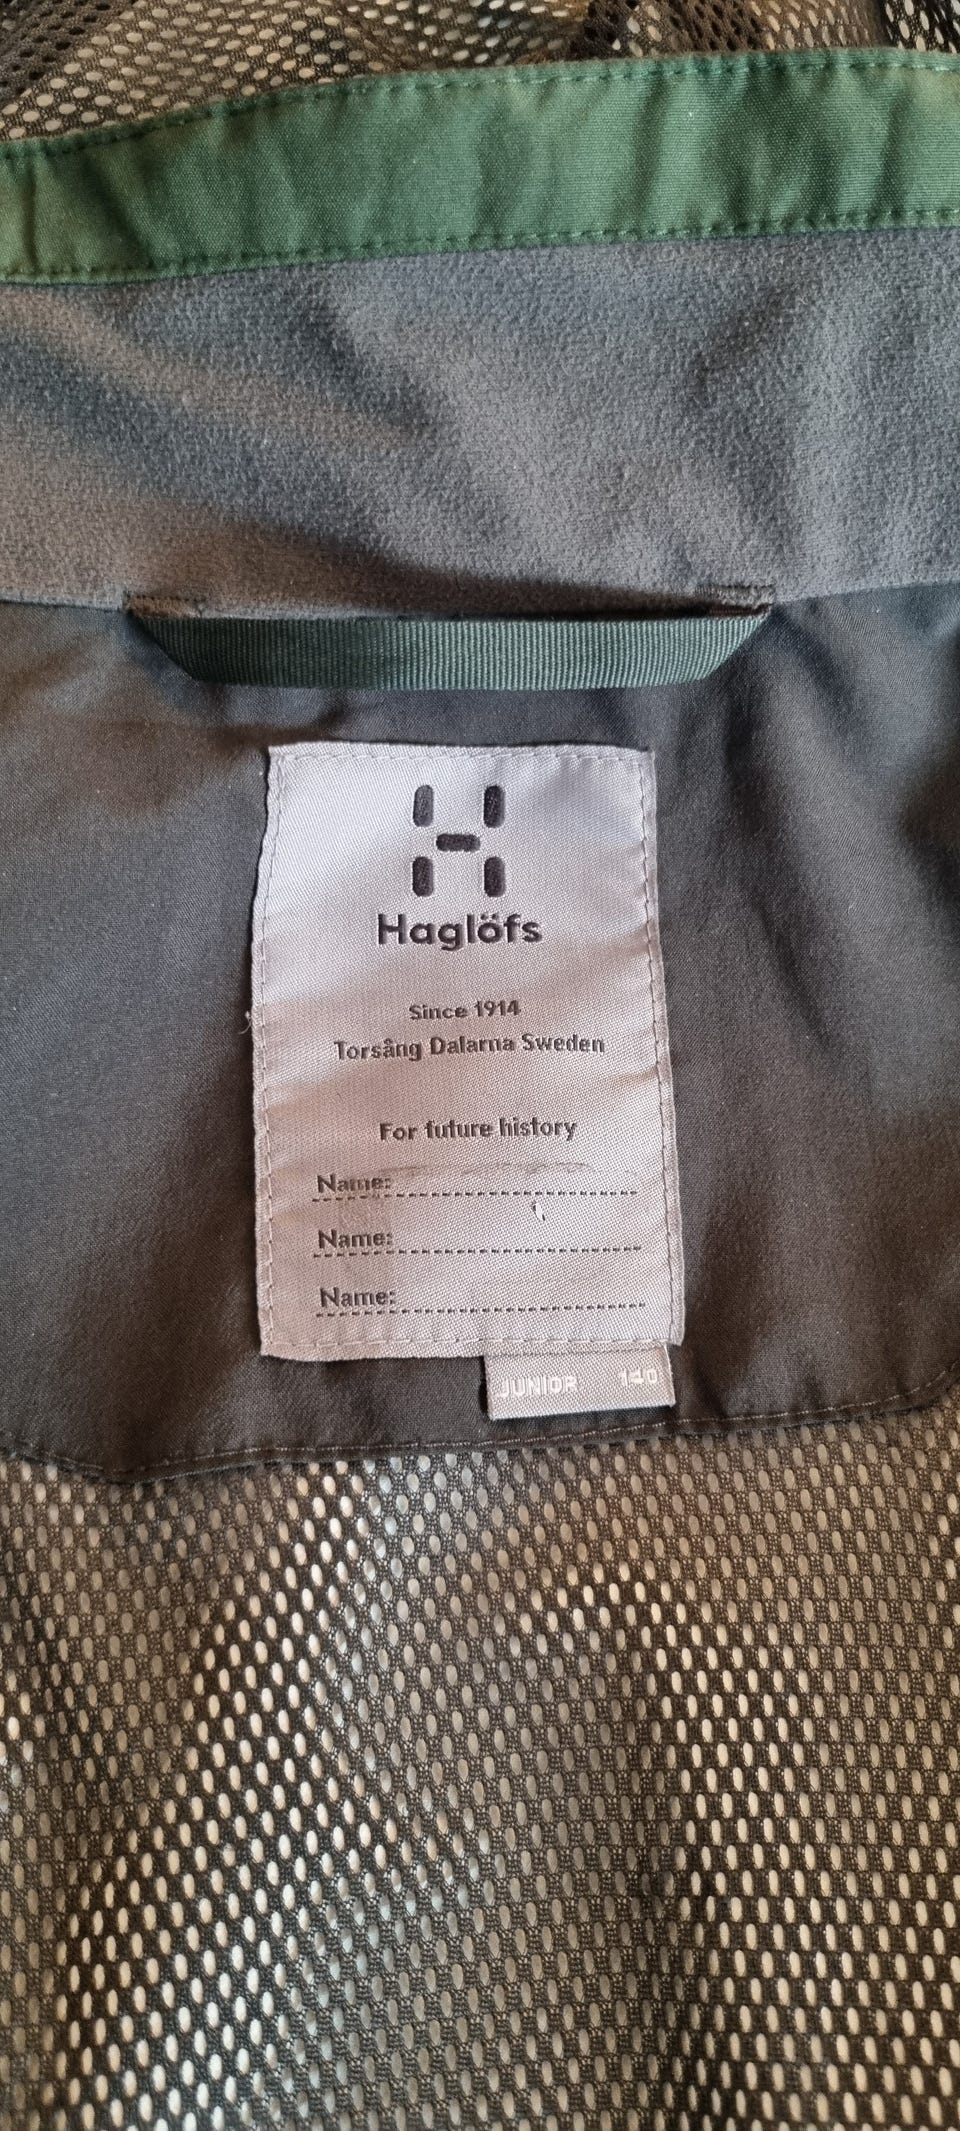 Haglöfs
Since 1914
Torsång Dalarna Sweden
For future history
Name:
Name:
Name:
JUNIOR 140